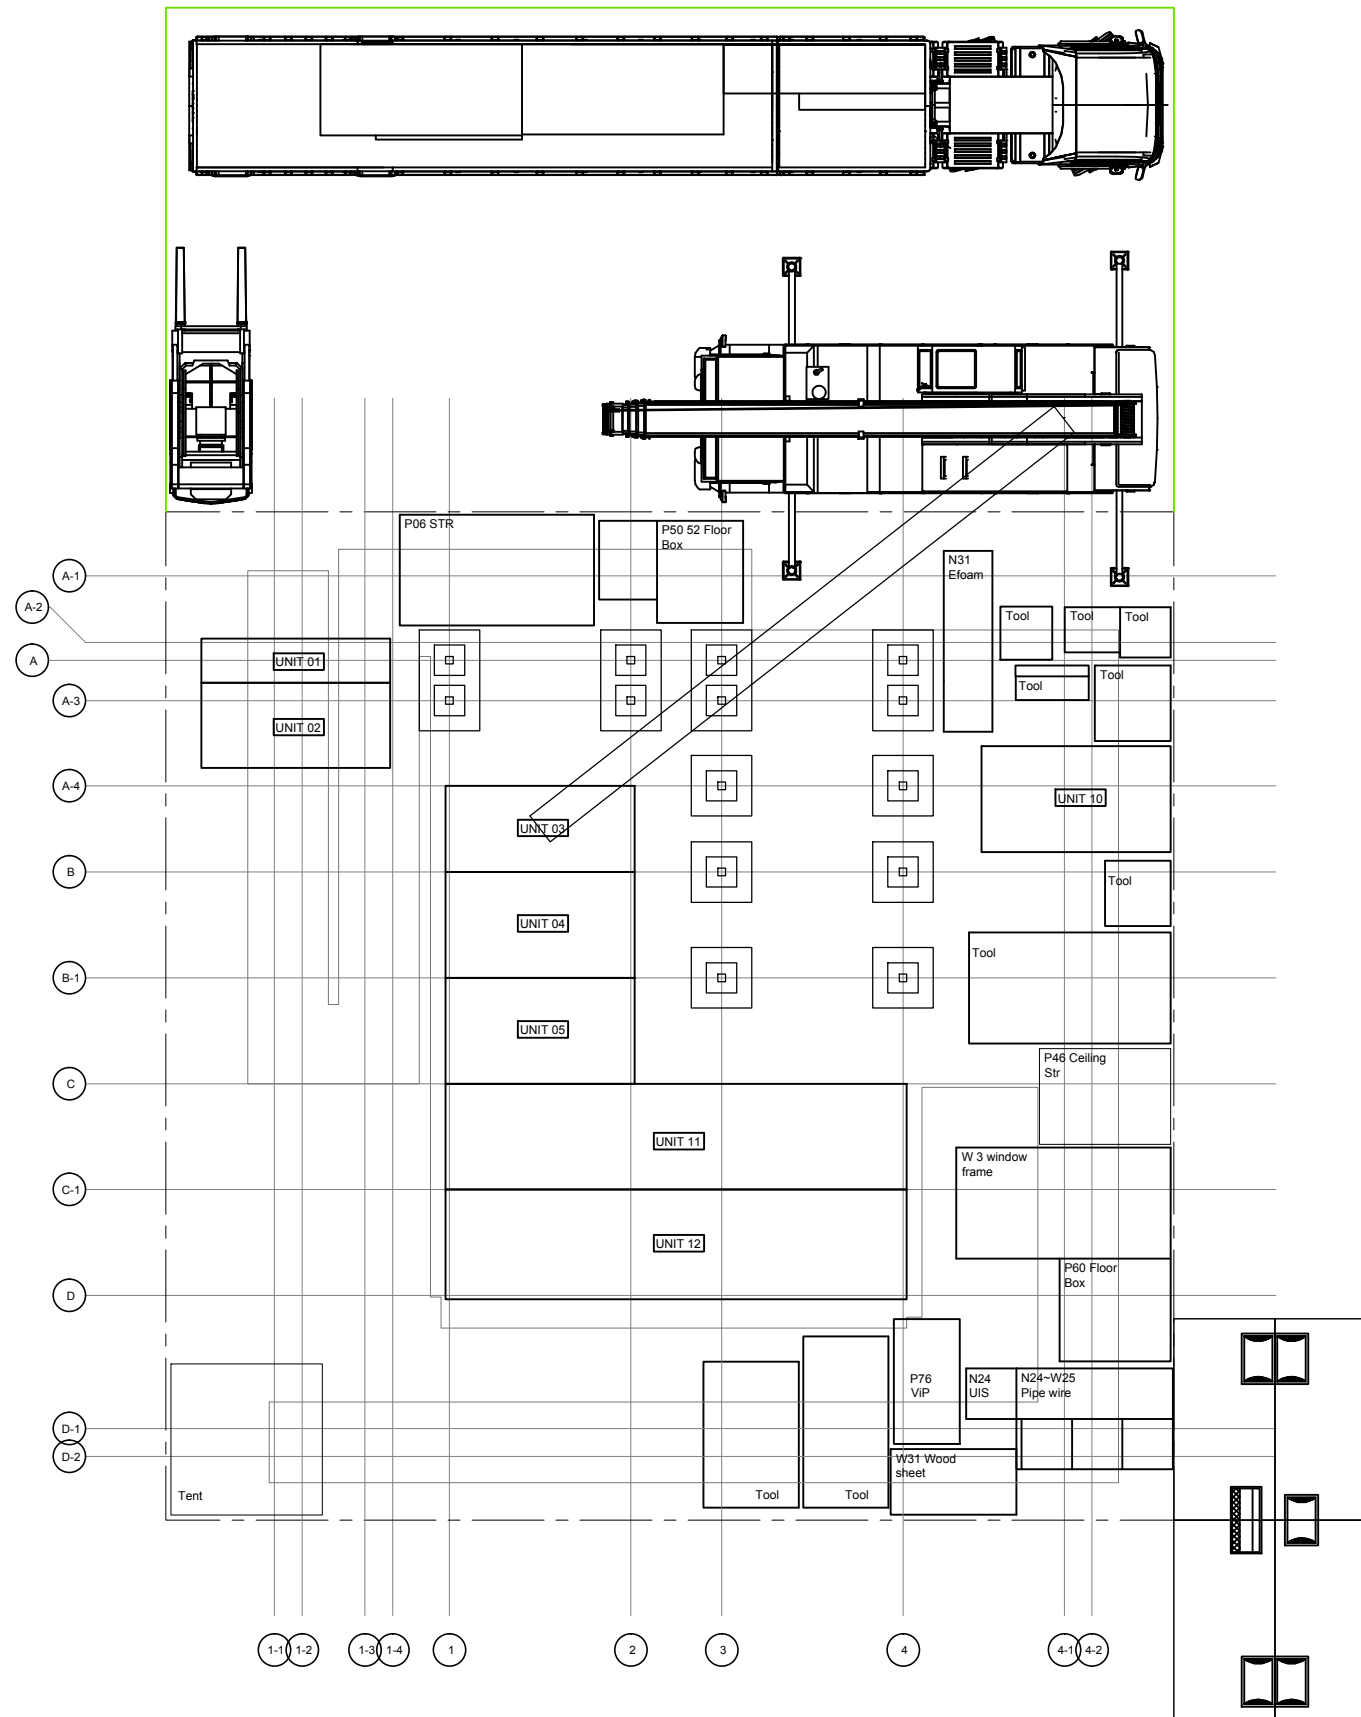 P06 STR
P50 52 Floor
Box
N31
Efoam
A-1
A-2
Tool
Tool
Tool
A
UNIT 01
A-3
Tool
Tool
UNIT 02
A-4
UNIT 10
UNIT 03
B
Tool
UNIT 04
B-1
Tool
UNIT 05
P46 Ceiling
Str
C
UNIT 11
W 3 window
frame
C-1
UNIT 12
P60 Floor
Box
D
P76
ViP
N24
UIS
N24~W25
Pipe wire
D-1
D-2
W31 Wood
sheet
Tent
Tool
Tool
1-1
1-2
1-3
1-4
1
2
3
4
4-1
4-2